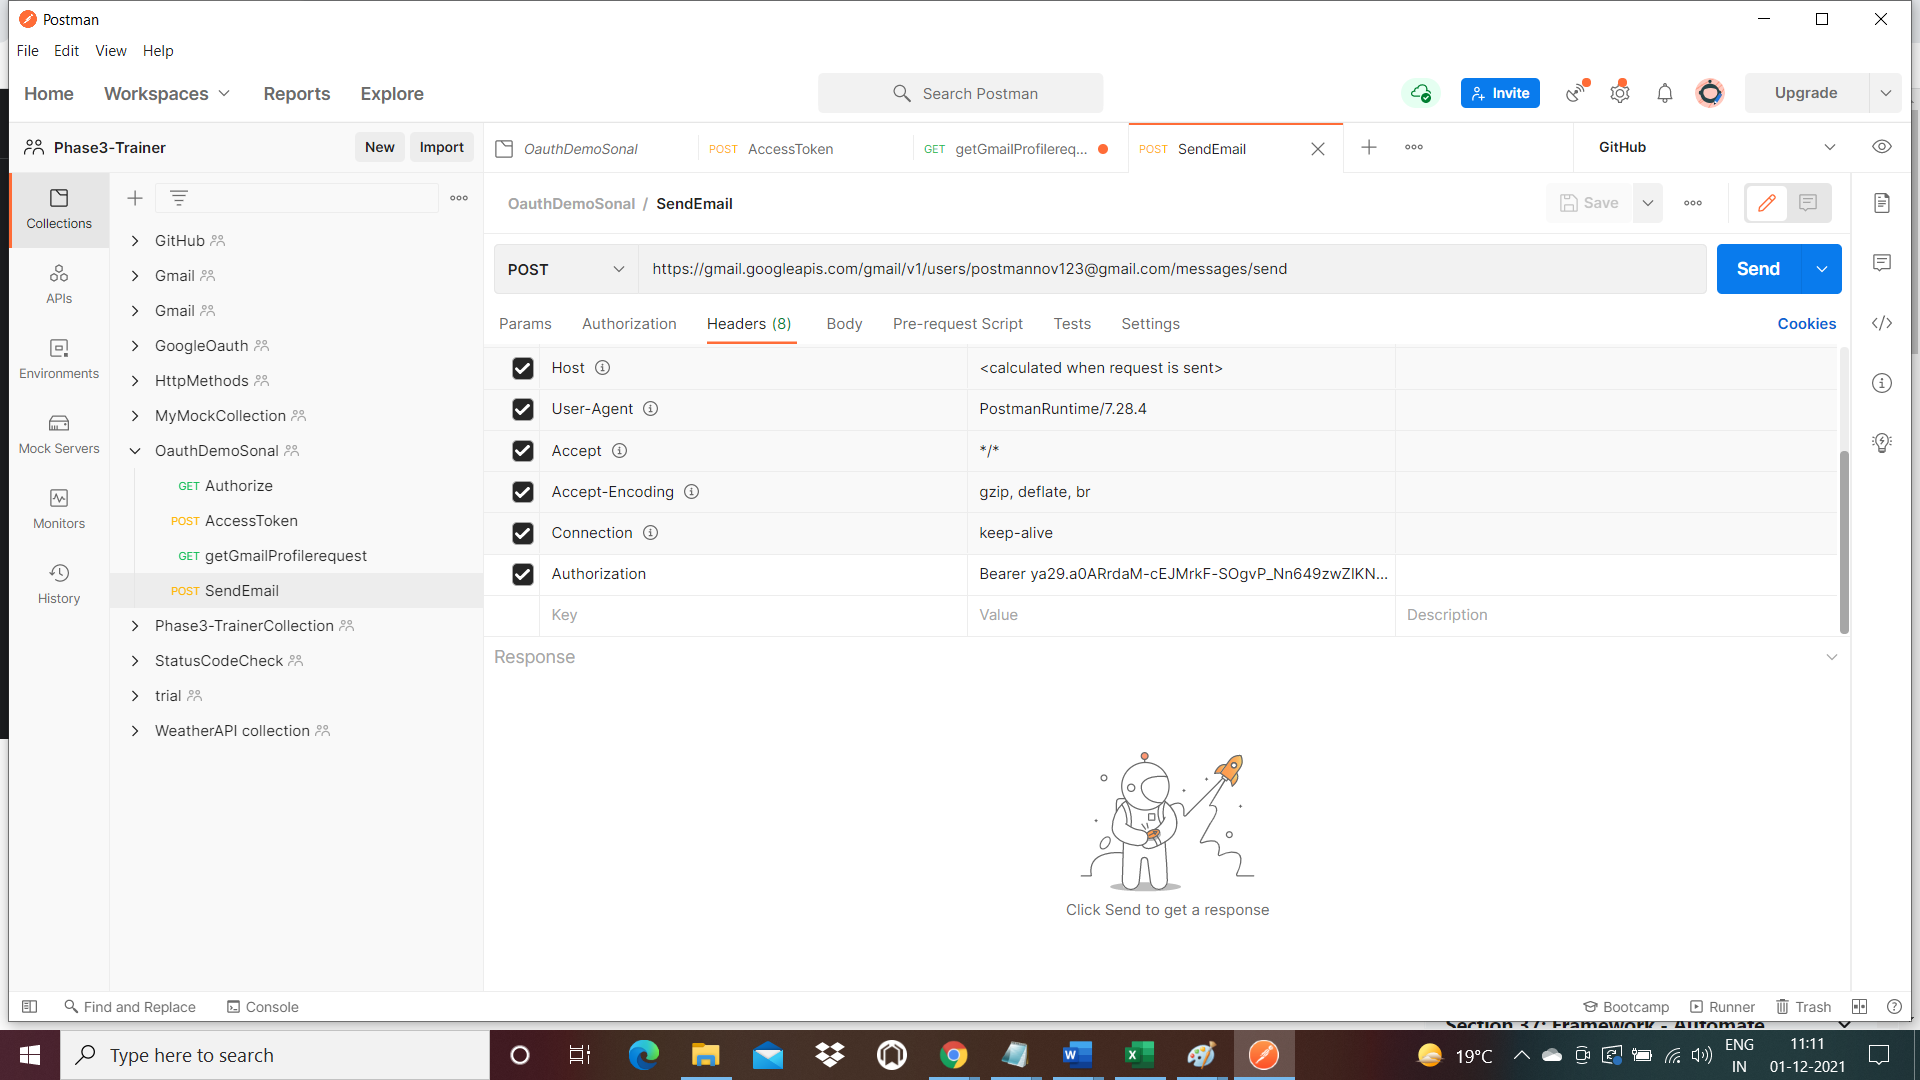 Postman
File Edit View Help
Home Workspaces Reports Explore Search Postman Invite Upgrade
Phase3-Trainer New Import OauthDemoSonal POST AccessToken GET getGmailProfilereq... POST SendEmail GitHub
Collections
APIs
Environments
Mock Servers
Monitors
History
GitHub
Gmail
Gmail
GoogleOauth
HttpMethods
MyMockCollection
OauthDemoSonal
GET Authorize
POST AccessToken
GET getGmailProfilerequest
POST SendEmail
Phase3-TrainerCollection
StatusCodeCheck
trial
WeatherAPI collection
OauthDemoSonal / SendEmail Save
POST https://gmail.googleapis.com/gmail/v1/users/postmannov123@gmail.com/messages/send Send
Params Authorization Headers (8) Body Pre-request Script Tests Settings Cookies
Host <calculated when request is sent>
User-Agent PostmanRuntime/7.28.4
Accept */*
Accept-Encoding gzip, deflate, br
Connection keep-alive
Authorization Bearer ya29.a0ARrdaM-cEJMrkF-SOgvP_Nn649zwZIKN...
Key Value Description
Response
Click Send to get a response
Find and Replace Console Bootcamp Runner Trash
Section 37: Framework - Automate
Type here to search 19°C ENG 11:11
IN 01-12-2021